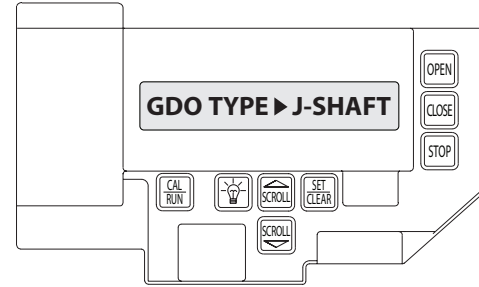 GDO TYPE ▶ J-SHAFT
OPEN
CLOSE
STOP
CAL
RUN
SCROLL
SET
CLEAR
SCROLL